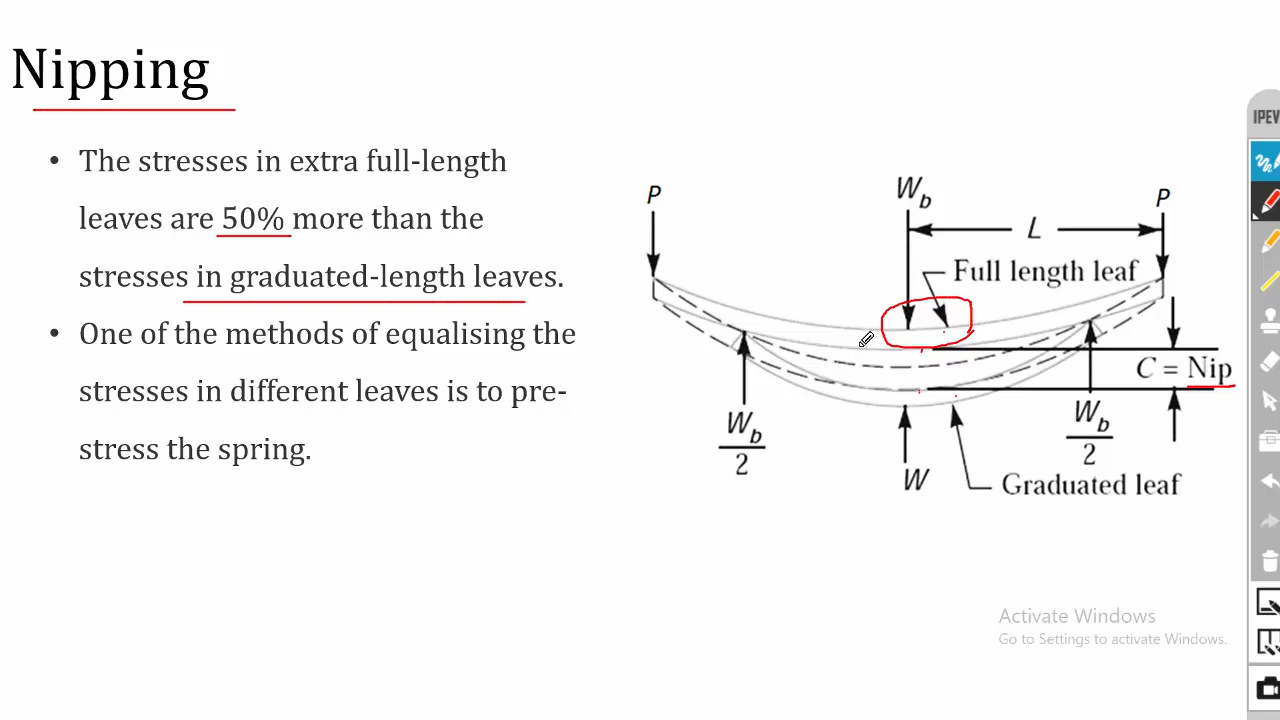 Nipping
• The stresses in extra full-length
leaves are 50% more than the
stresses in graduated-length leaves.
• One of the methods of equalising the
stresses in different leaves is to pre-
stress the spring.
P
W_b
P
L
Full length leaf
C = Nip
W_b
2
W_b
2
W
Graduated leaf
IPEV
Activate Windows
Go to Settings to activate Windows.